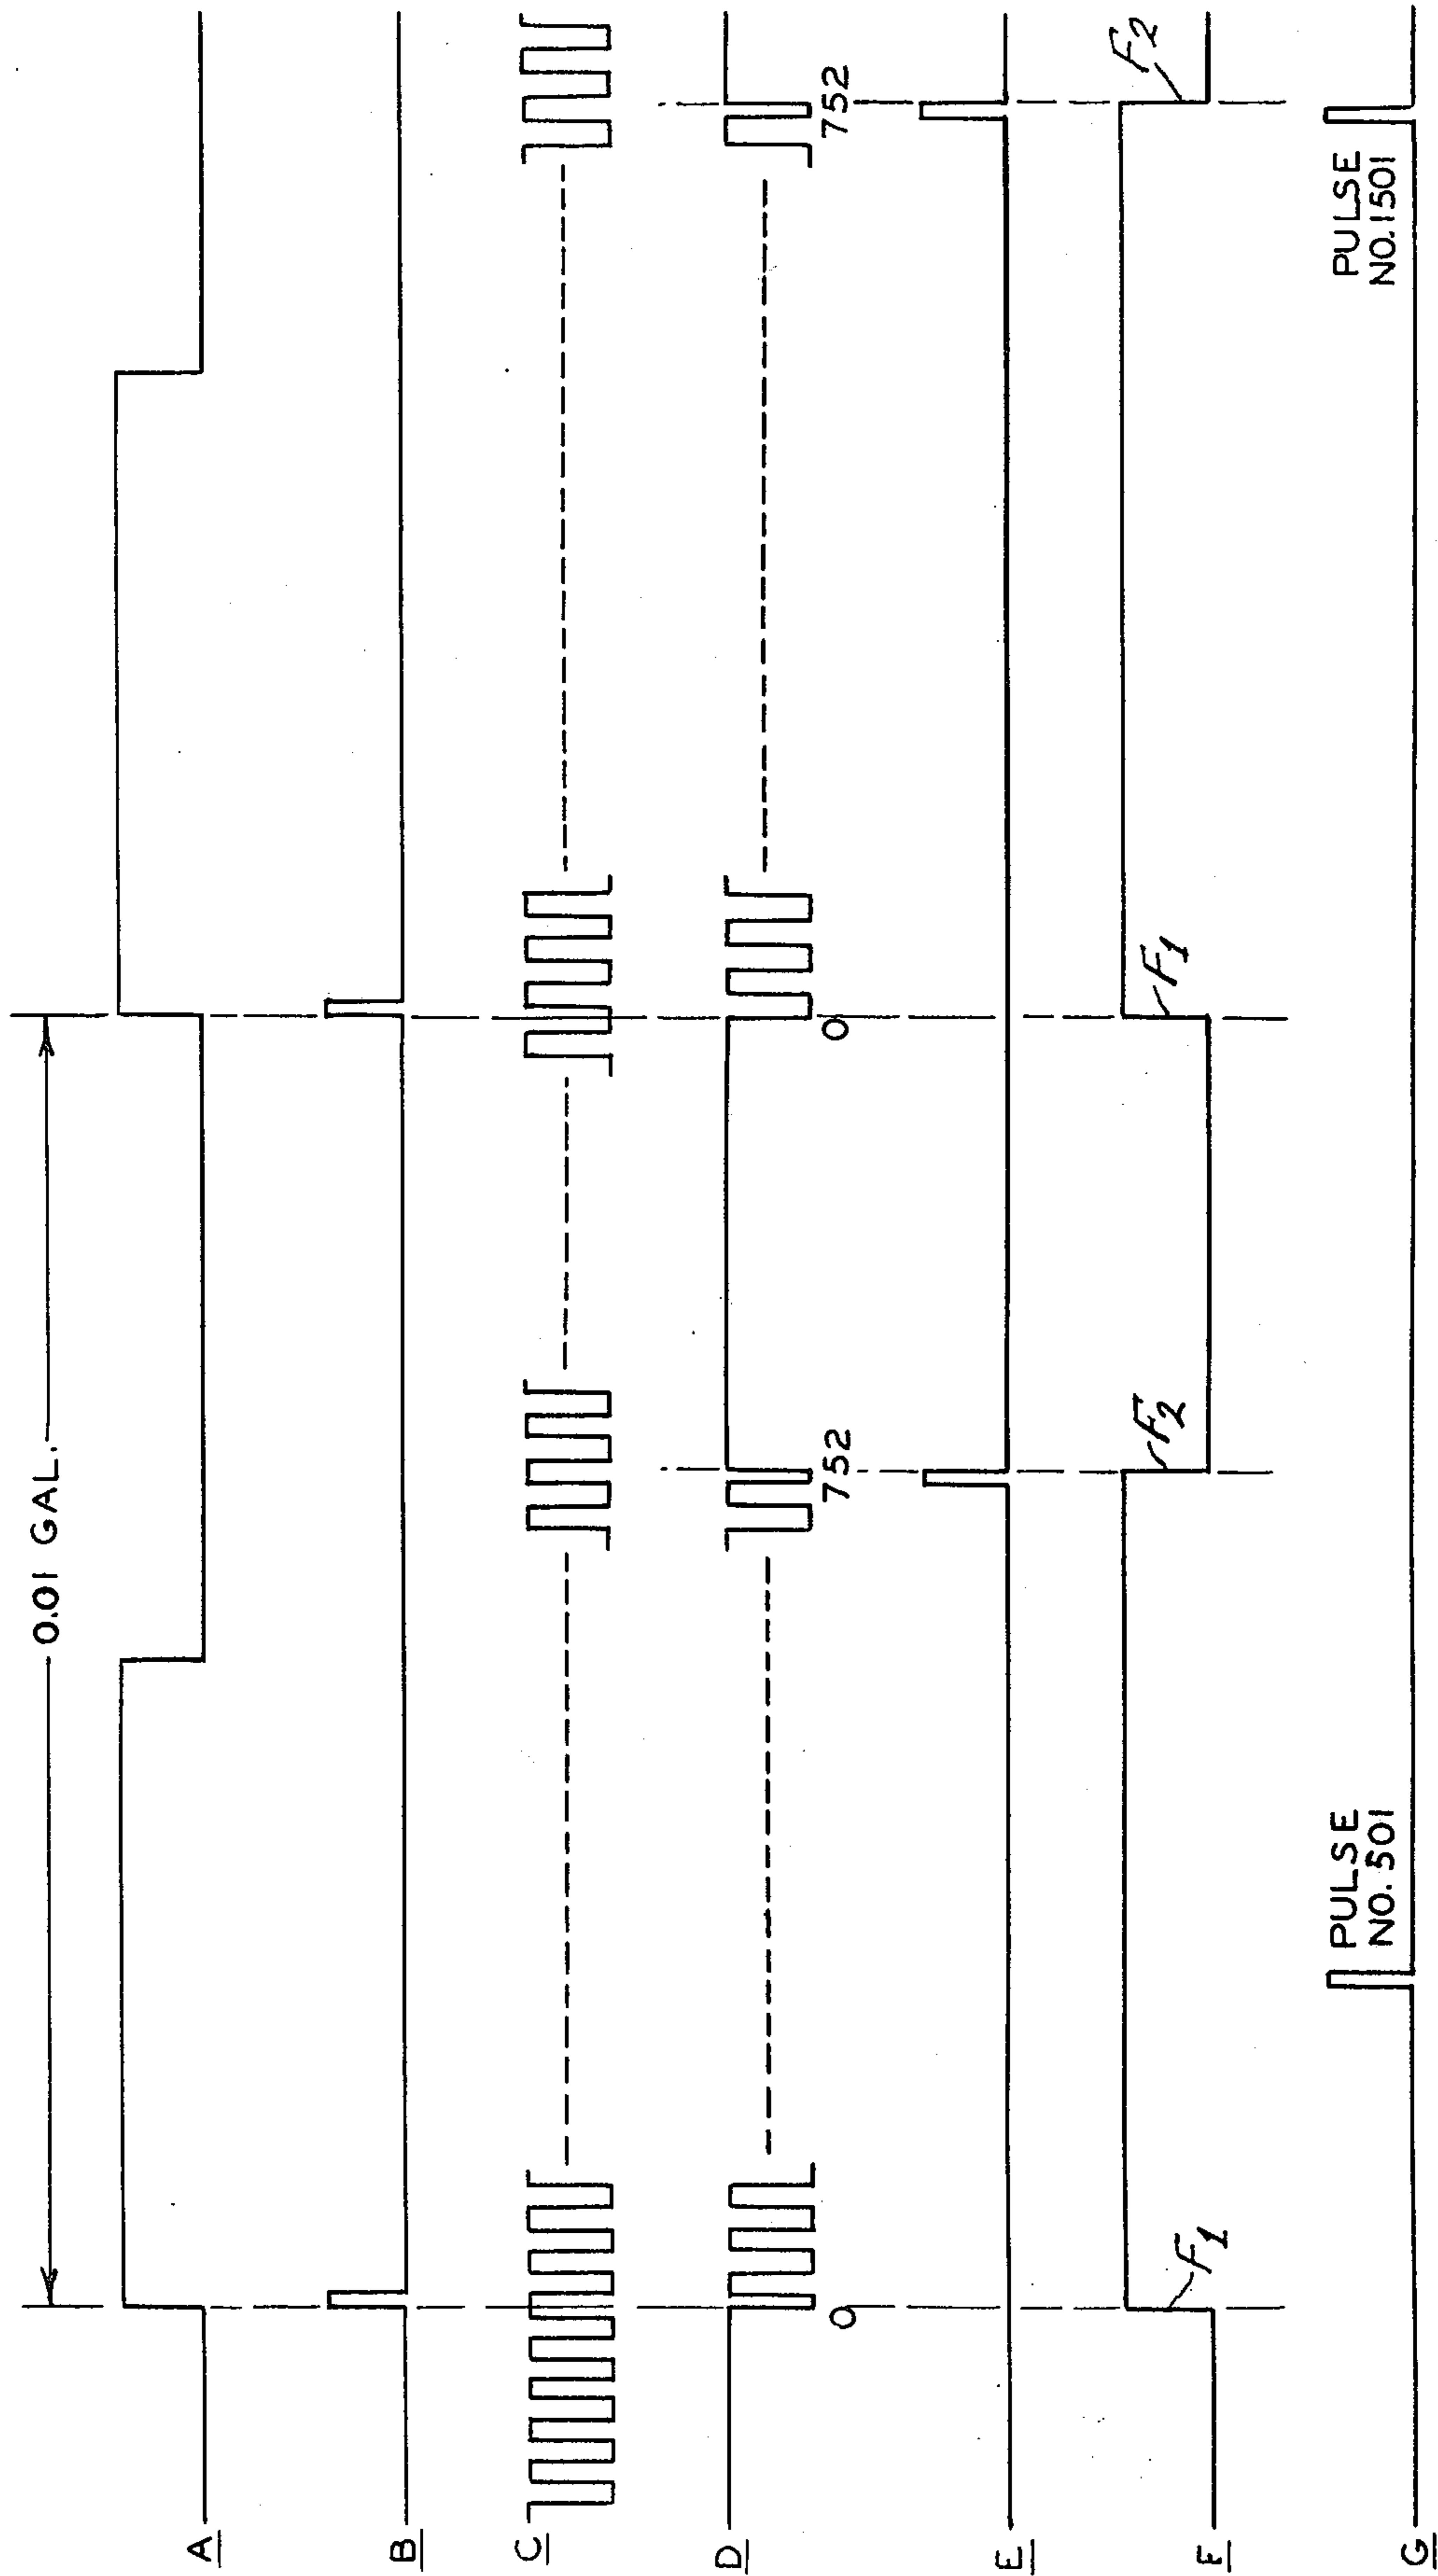 0.01 GAL.
A
B
C
D
0
752
0
752
E
F
F1
F2
F1
F2
G
PULSE
NO. 501
PULSE
NO. 1501